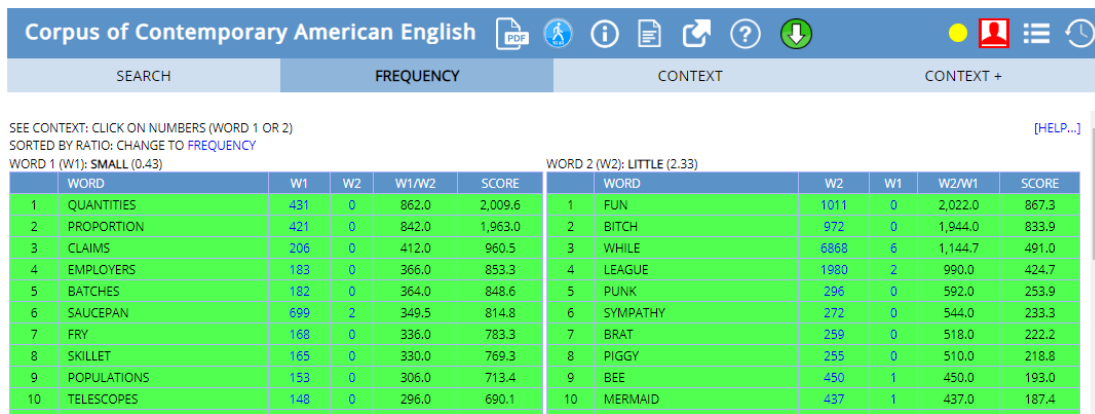 Corpus of Contemporary American English PDF
SEARCH FREQUENCY CONTEXT CONTEXT +
SEE CONTEXT: CLICK ON NUMBERS (WORD 1 OR 2) [HELP...]
SORTED BY RATIO: CHANGE TO FREQUENCY
WORD 1 (W1): SMALL (0.43) WORD 2 (W2): LITTLE (2.33)
WORD W1 W2 W1/W2 SCORE WORD W2 W1 W2/W1 SCORE
1 QUANTITIES 431 0 862.0 2,009.6 1 FUN 1011 0 2,022.0 867.3
2 PROPORTION 421 0 842.0 1,963.0 2 BITCH 972 0 1,944.0 833.9
3 CLAIMS 206 0 412.0 960.5 3 WHILE 6868 6 1,144.7 491.0
4 EMPLOYERS 183 0 366.0 853.3 4 LEAGUE 1980 2 990.0 424.7
5 BATCHES 182 0 364.0 848.6 5 PUNK 296 0 592.0 253.9
6 SAUCEPAN 699 2 349.5 814.8 6 SYMPATHY 272 0 544.0 233.3
7 FRY 168 0 336.0 783.3 7 BRAT 259 0 518.0 222.2
8 SKILLET 165 0 330.0 769.3 8 PIGGY 255 0 510.0 218.8
9 POPULATIONS 153 0 306.0 713.4 9 BEE 450 1 450.0 193.0
10 TELESCOPES 148 0 296.0 690.1 10 MERMAID 437 1 437.0 187.4